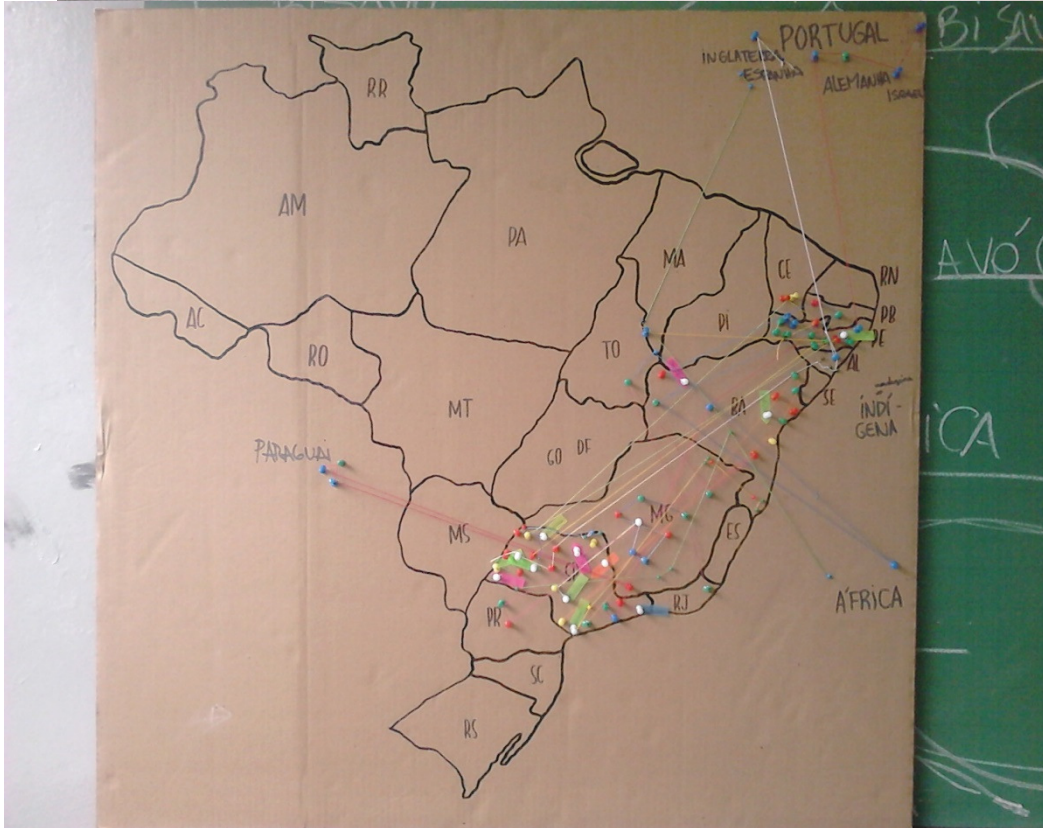 PORTUGAL
INGLATERRA
ESPANHA
ALEMANHA
ISRAEL
RR
AM
PA
MA
CE
RN
PB
PE
AL
SE
PI
TO
BA
AC
RO
MT
GO DF
INDÍ-
GENA
PARAGUAI
MS
MG
ES
RJ
ÁFRICA
PR
SC
RS
BISAV
AVÓ(
ICA